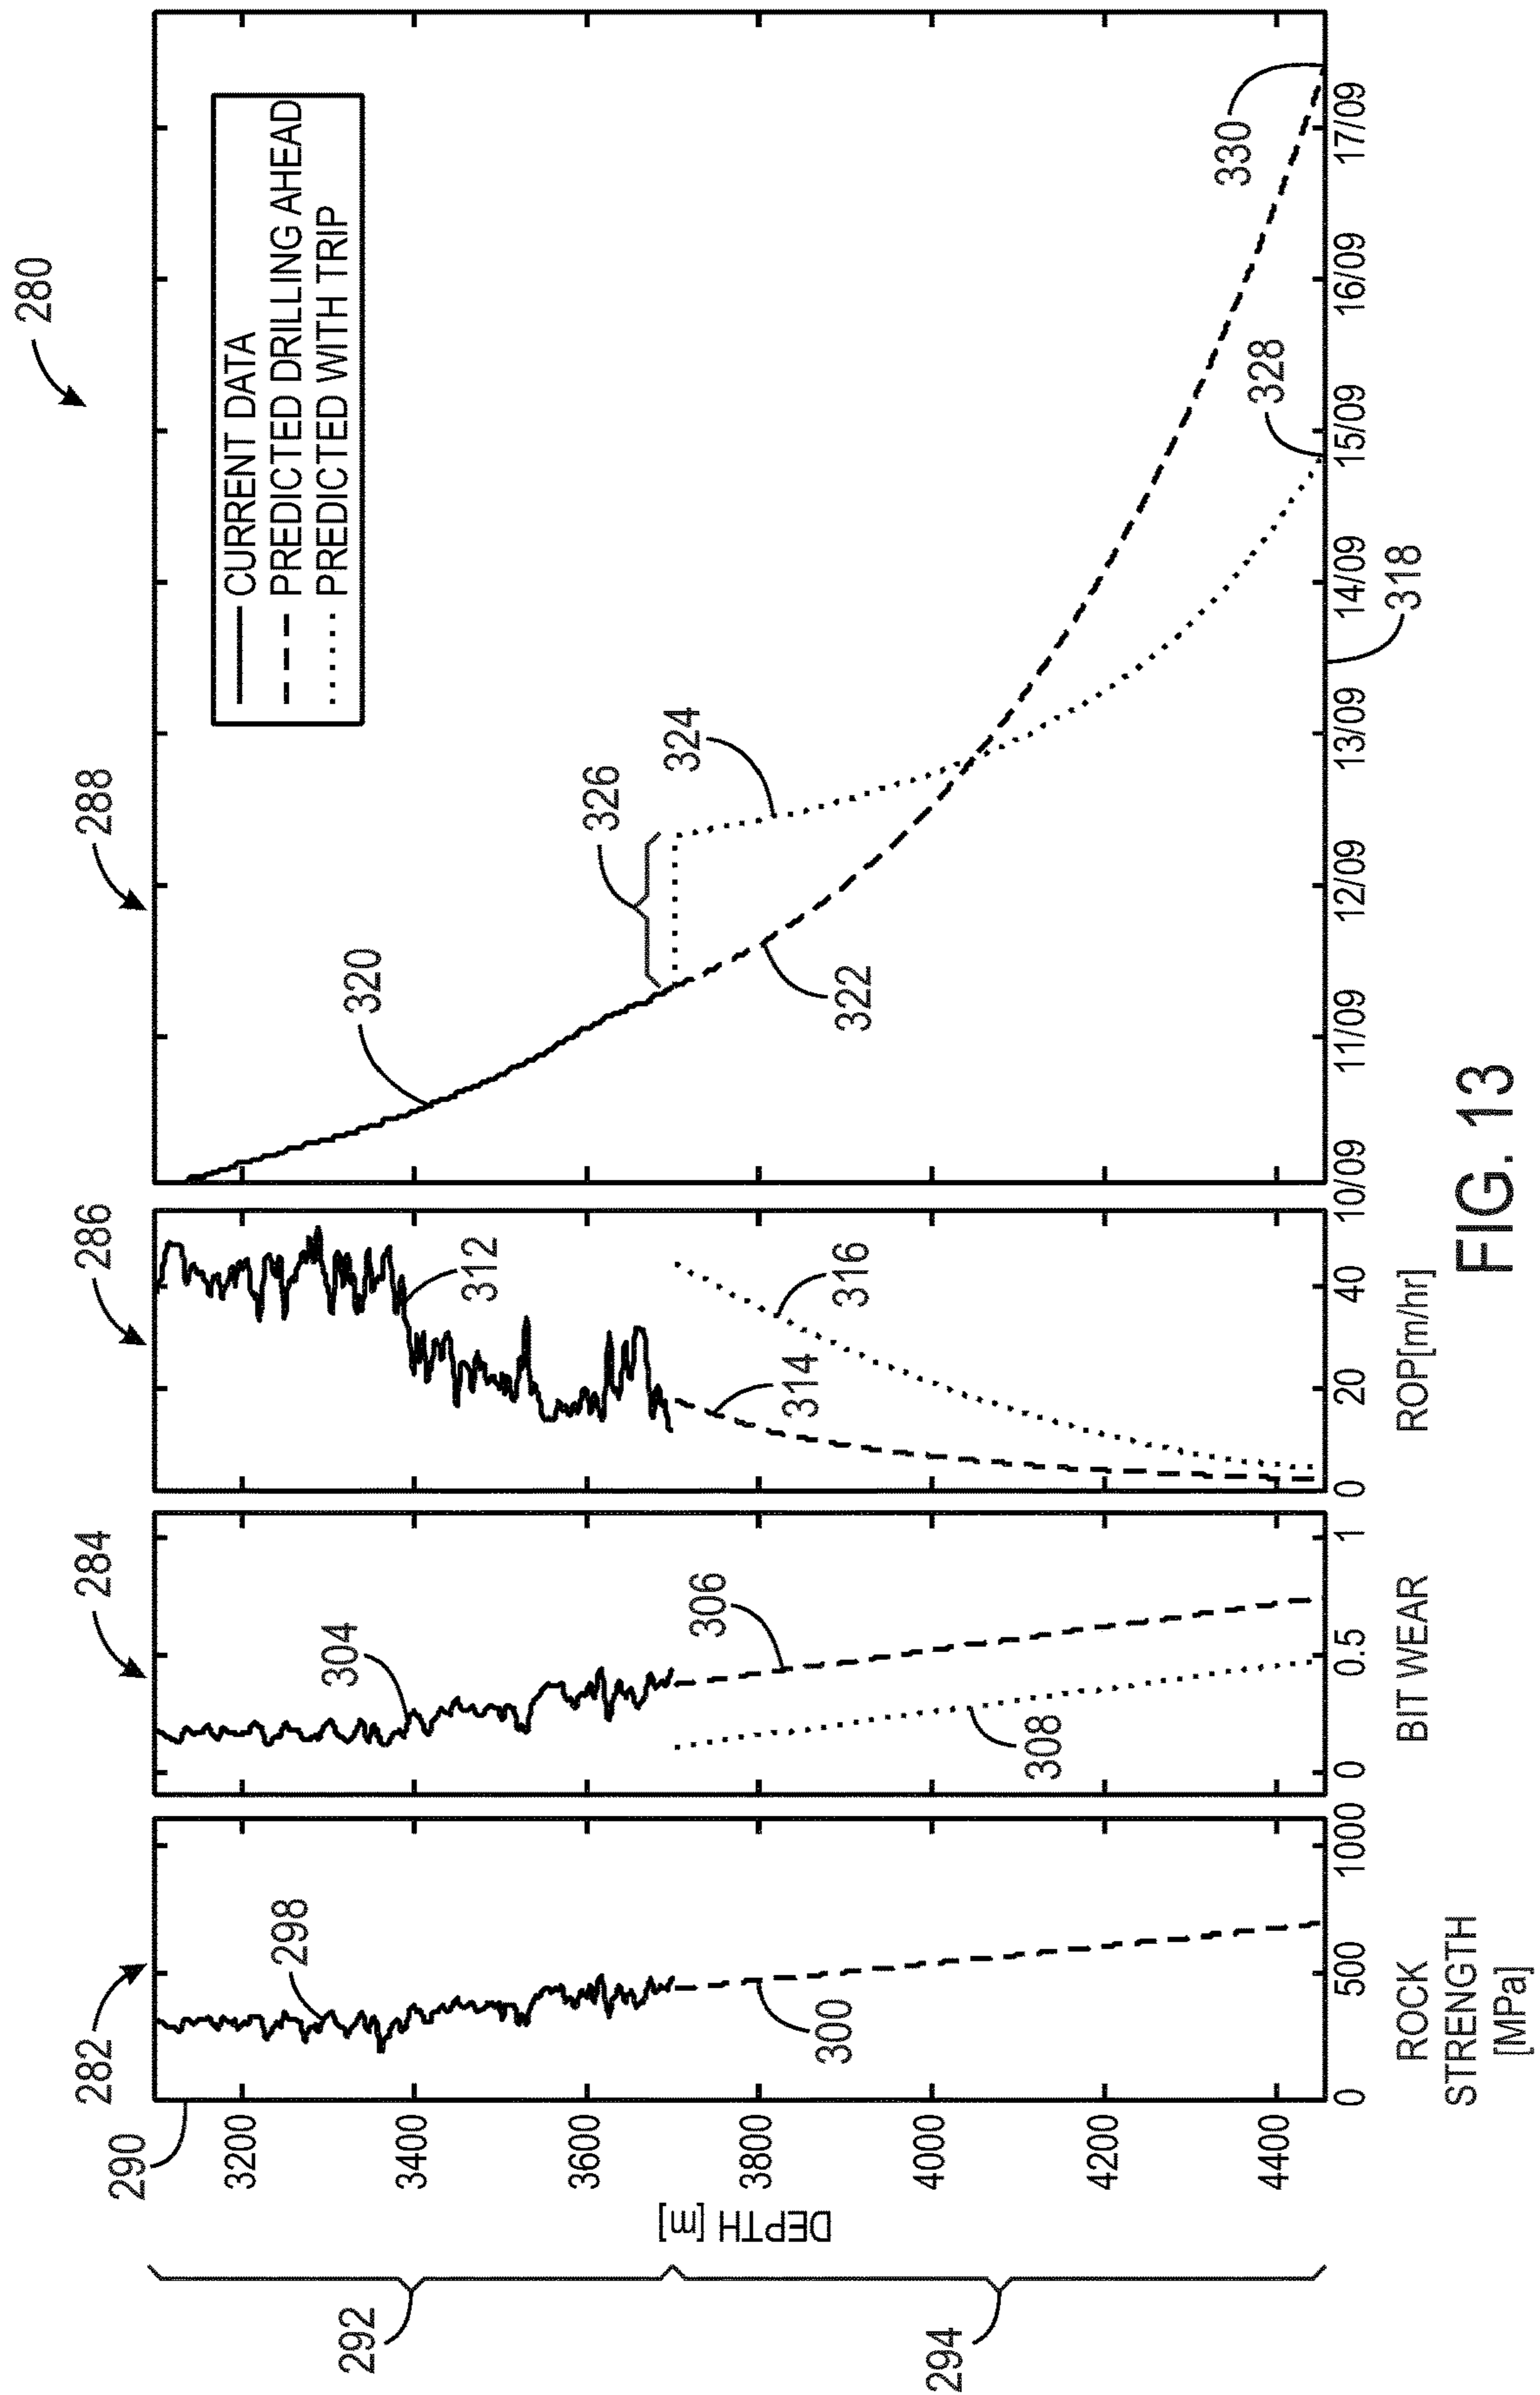 280
282
284
286
288
290
292
294
DEPTH [m]
3200
3400
3600
3800
4000
4200
4400
298
300
0 500 1000
ROCK
STRENGTH
[MPa]
304
306
308
0 0.5 1
BIT WEAR
312
314
316
0 20 40
ROP[m/hr]
CURRENT DATA
PREDICTED DRILLING AHEAD
PREDICTED WITH TRIP
320
326
324
322
328
330
10/09 11/09 12/09 13/09 14/09 15/09 16/09 17/09
318
FIG. 13